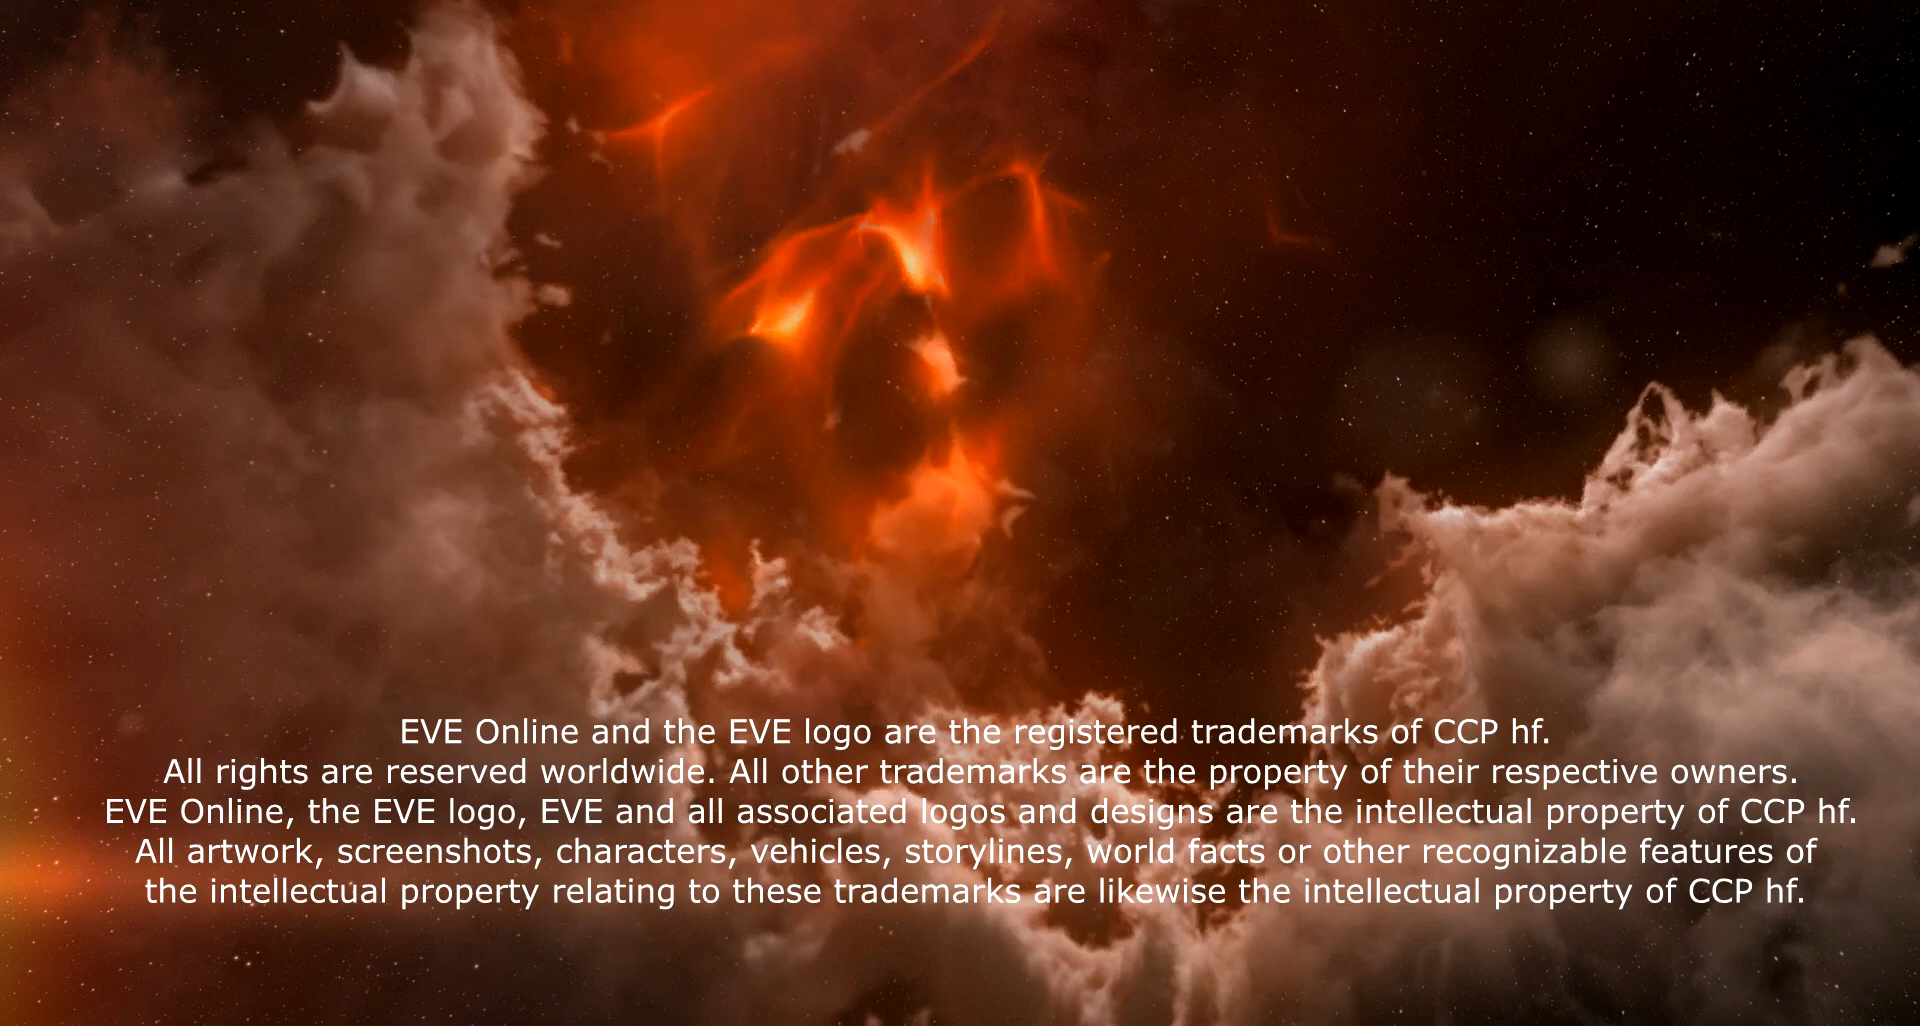 EVE Online and the EVE logo are the registered trademarks of CCP hf.
All rights are reserved worldwide. All other trademarks are the property of their respective owners.
EVE Online, the EVE logo, EVE and all associated logos and designs are the intellectual property of CCP hf.
All artwork, screenshots, characters, vehicles, storylines, world facts or other recognizable features of
the intellectual property relating to these trademarks are likewise the intellectual property of CCP hf.